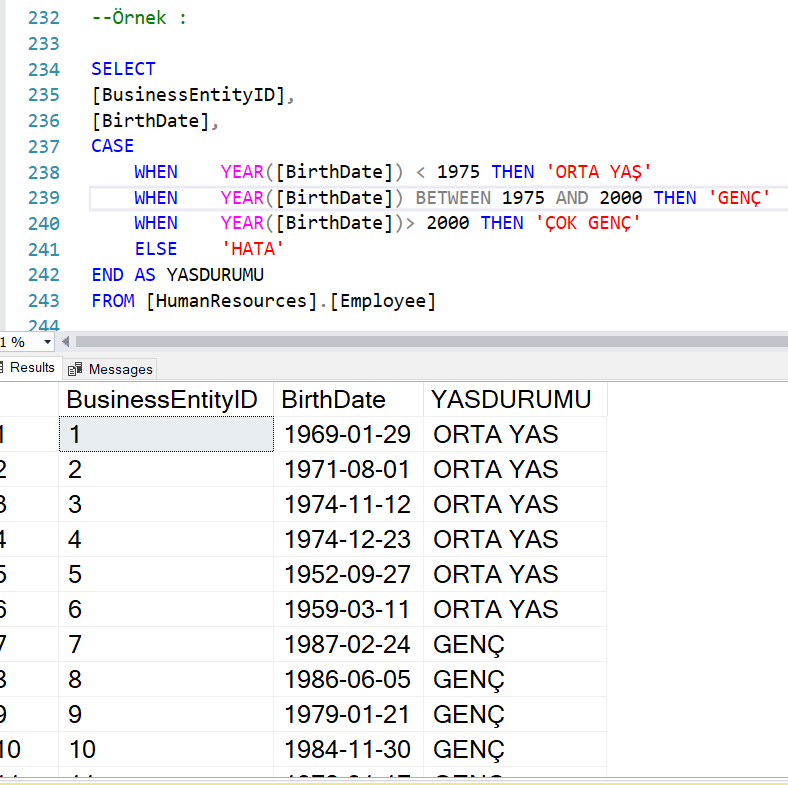 232 --Örnek :
233
234 SELECT
235 [BusinessEntityID],
236 [BirthDate],
237 CASE
238 WHEN YEAR([BirthDate]) < 1975 THEN 'ORTA YAŞ'
239 WHEN YEAR([BirthDate]) BETWEEN 1975 AND 2000 THEN 'GENÇ'
240 WHEN YEAR([BirthDate])> 2000 THEN 'ÇOK GENÇ'
241 ELSE 'HATA'
242 END AS YASDURUMU
243 FROM [HumanResources].[Employee]
244
1 %
Results Messages
BusinessEntityID BirthDate YASDURUMU
1 1 1969-01-29 ORTA YAS
2 2 1971-08-01 ORTA YAS
3 3 1974-11-12 ORTA YAS
4 4 1974-12-23 ORTA YAS
5 5 1952-09-27 ORTA YAS
6 6 1959-03-11 ORTA YAS
7 7 1987-02-24 GENÇ
8 8 1986-06-05 GENÇ
9 9 1979-01-21 GENÇ
10 10 1984-11-30 GENÇ